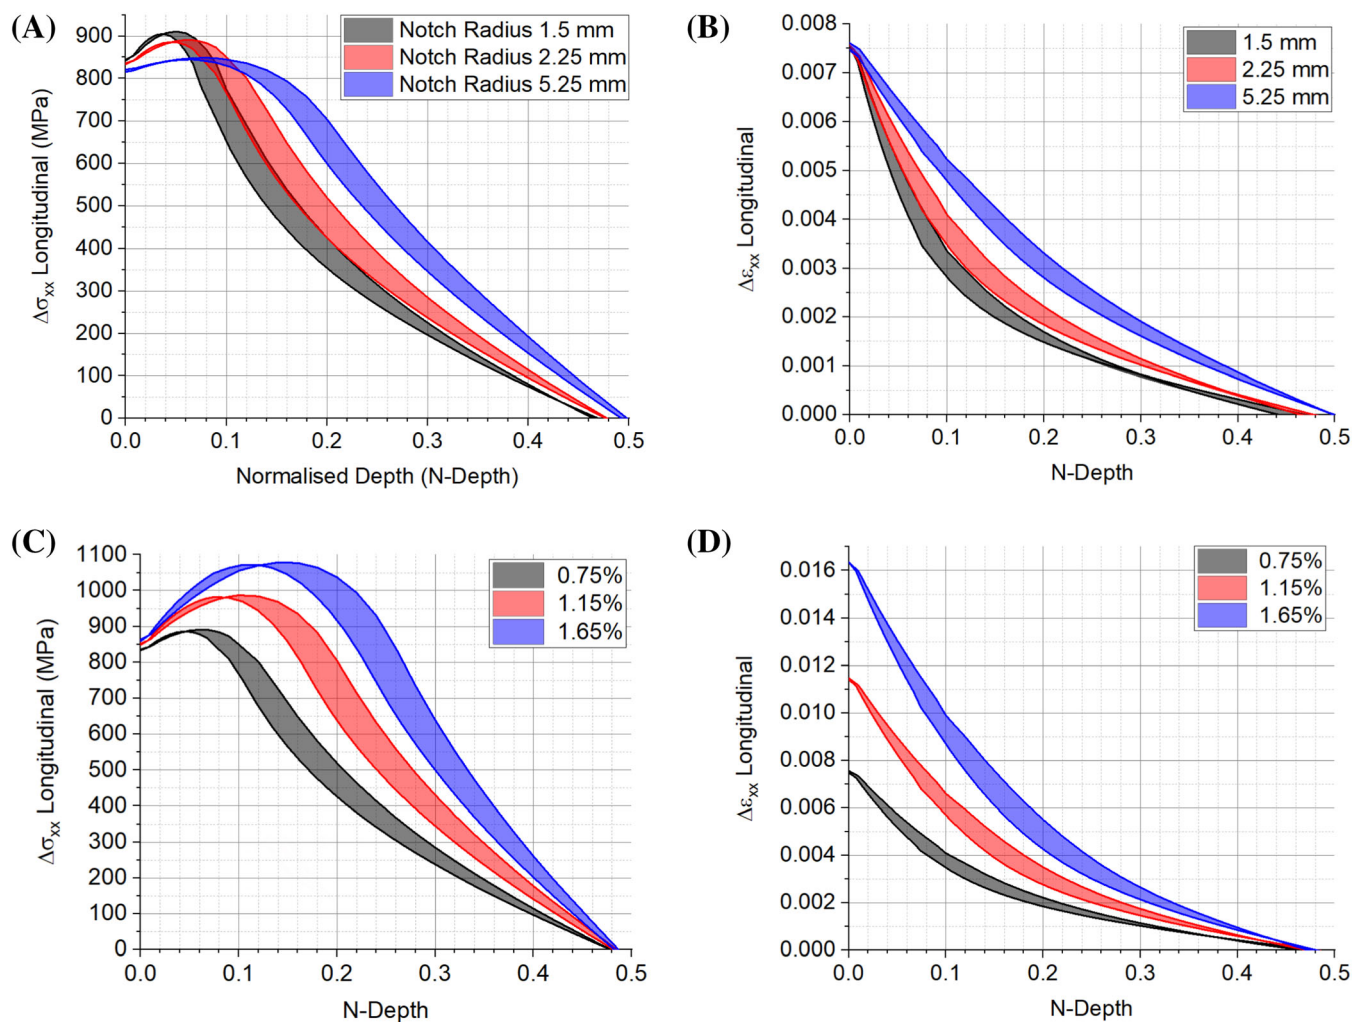 (A)
Δσxx Longitudinal (MPa)
900
800
700
600
500
400
300
200
100
0
0.0 0.1 0.2 0.3 0.4 0.5
Normalised Depth (N-Depth)
Notch Radius 1.5 mm
Notch Radius 2.25 mm
Notch Radius 5.25 mm
(B)
Δεxx Longitudinal
0.008
0.007
0.006
0.005
0.004
0.003
0.002
0.001
0.000
0.0 0.1 0.2 0.3 0.4 0.5
N-Depth
1.5 mm
2.25 mm
5.25 mm
(C)
Δσxx Longitudinal (MPa)
1100
1000
900
800
700
600
500
400
300
200
100
0
0.0 0.1 0.2 0.3 0.4 0.5
N-Depth
0.75%
1.15%
1.65%
(D)
Δεxx Longitudinal
0.016
0.014
0.012
0.010
0.008
0.006
0.004
0.002
0.000
0.0 0.1 0.2 0.3 0.4 0.5
N-Depth
0.75%
1.15%
1.65%